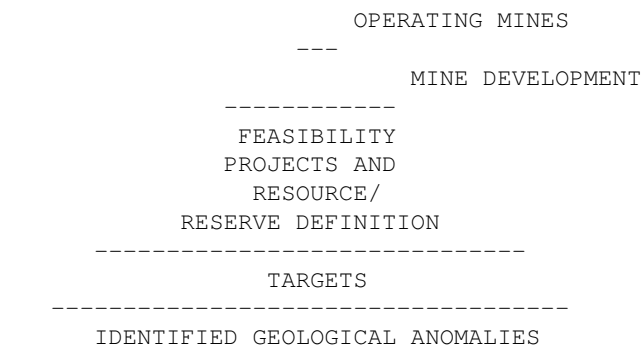 OPERATING MINES
---
MINE DEVELOPMENT
------------
FEASIBILITY
PROJECTS AND
RESOURCE/
RESERVE DEFINITION
------------------------------
TARGETS
------------------------------------
IDENTIFIED GEOLOGICAL ANOMALIES